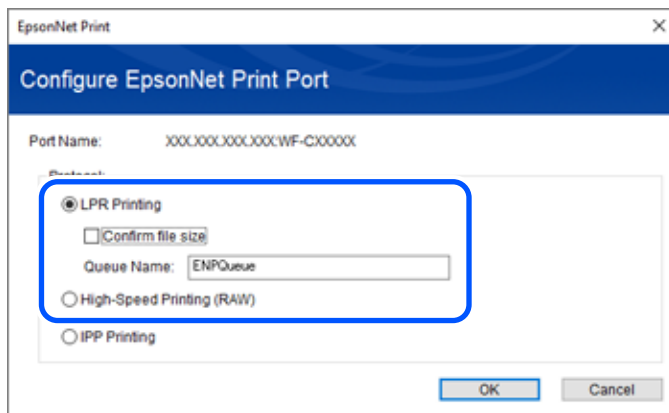 EpsonNet Print
Configure EpsonNet Print Port
Port Name: XXX.XXX.XXX.XXX:WF-CXXXXX
Protocol:
LPR Printing
Confirm file size
Queue Name: ENPQueue
High-Speed Printing (RAW)
IPP Printing
OK Cancel